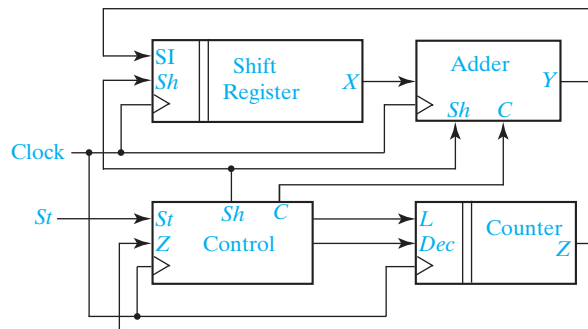 SI
Shift
Register
Sh
X
Adder
Y
Sh C
Clock
St
St
Z
Sh
C
Control
L
Dec
Counter
Z